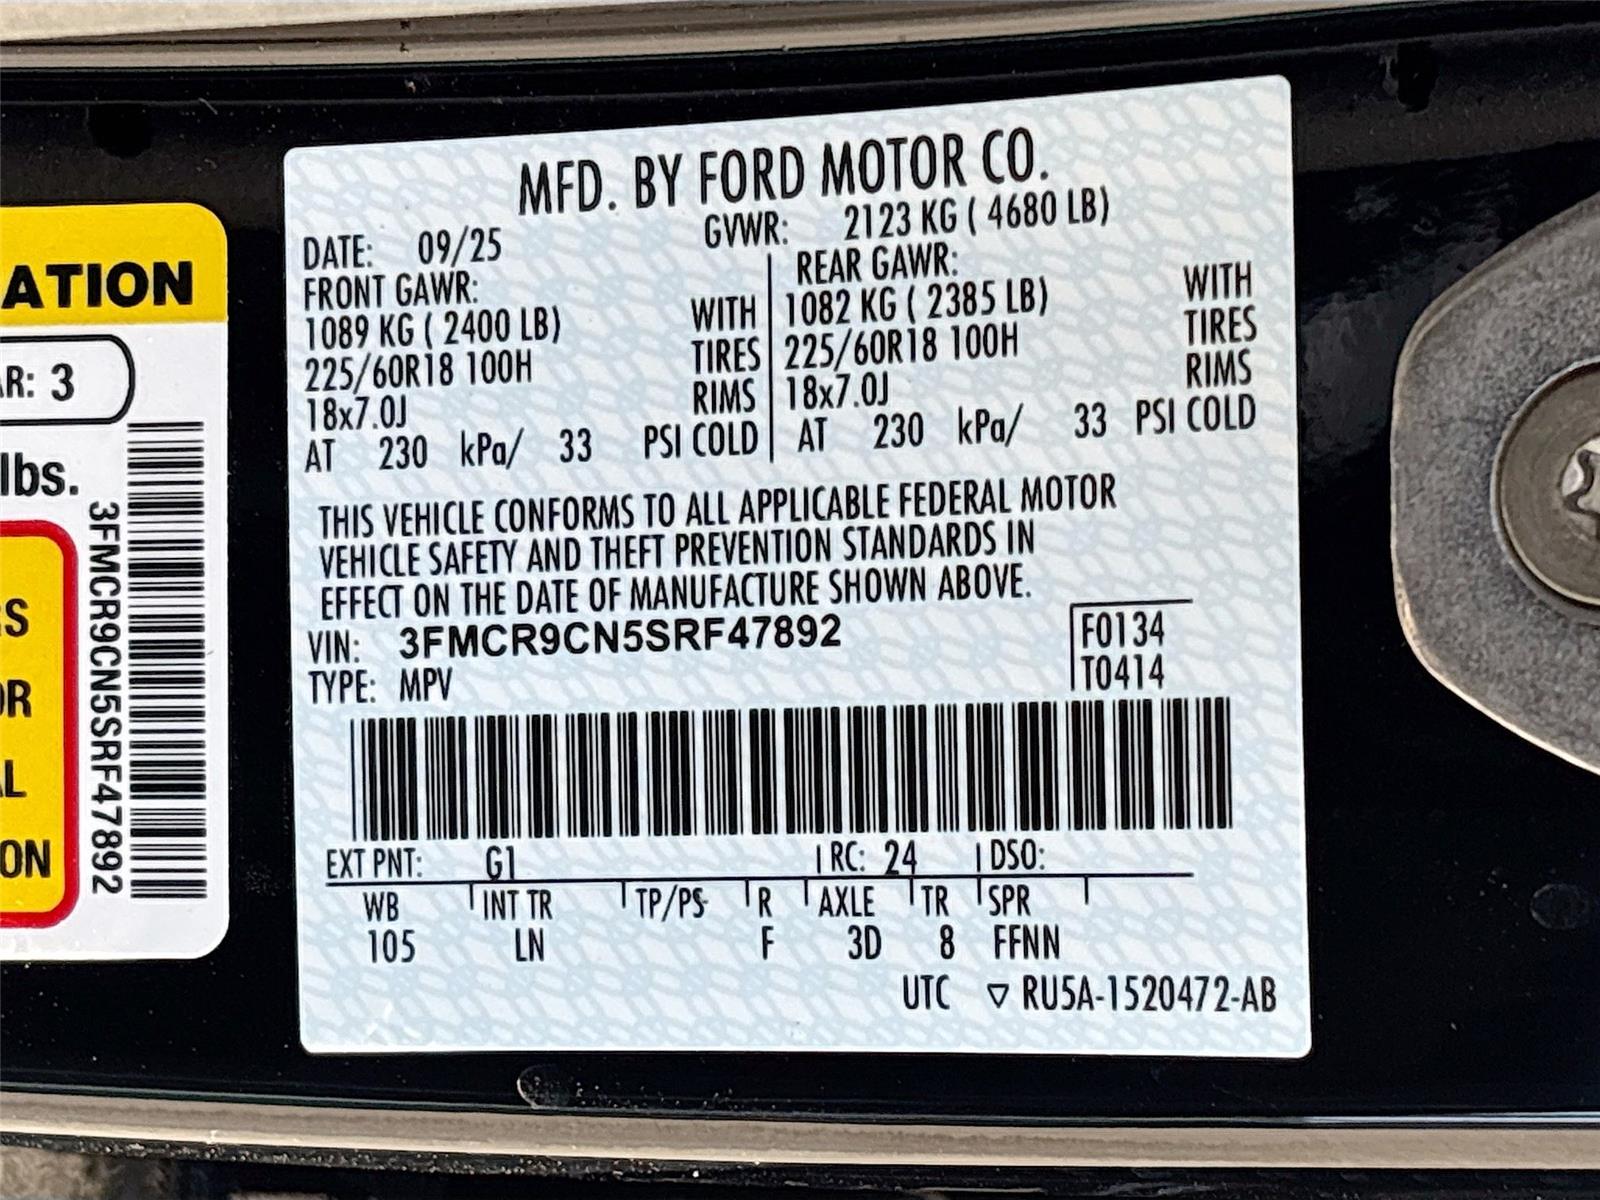 MFD. BY FORD MOTOR CO.
DATE: 09/25 GVWR: 2123 KG ( 4680 LB)
FRONT GAWR: REAR GAWR:
1089 KG ( 2400 LB) WITH 1082 KG ( 2385 LB) WITH
225/60R18 100H TIRES 225/60R18 100H TIRES
18x7.0J RIMS 18x7.0J RIMS
AT 230 kPa/ 33 PSI COLD AT 230 kPa/ 33 PSI COLD
THIS VEHICLE CONFORMS TO ALL APPLICABLE FEDERAL MOTOR
VEHICLE SAFETY AND THEFT PREVENTION STANDARDS IN
EFFECT ON THE DATE OF MANUFACTURE SHOWN ABOVE.
VIN: 3FMCR9CN5SRF47892 F0134
TYPE: MPV T0414
EXT PNT: G1 RC: 24 DSO:
WB INT TR TP/PS R AXLE TR SPR
105 LN F 3D 8 FFNN
UTC ▽ RU5A-1520472-AB
ATION
AR: 3
lbs.
3FMCR9CN5SRF47892
S
OR
AL
ON